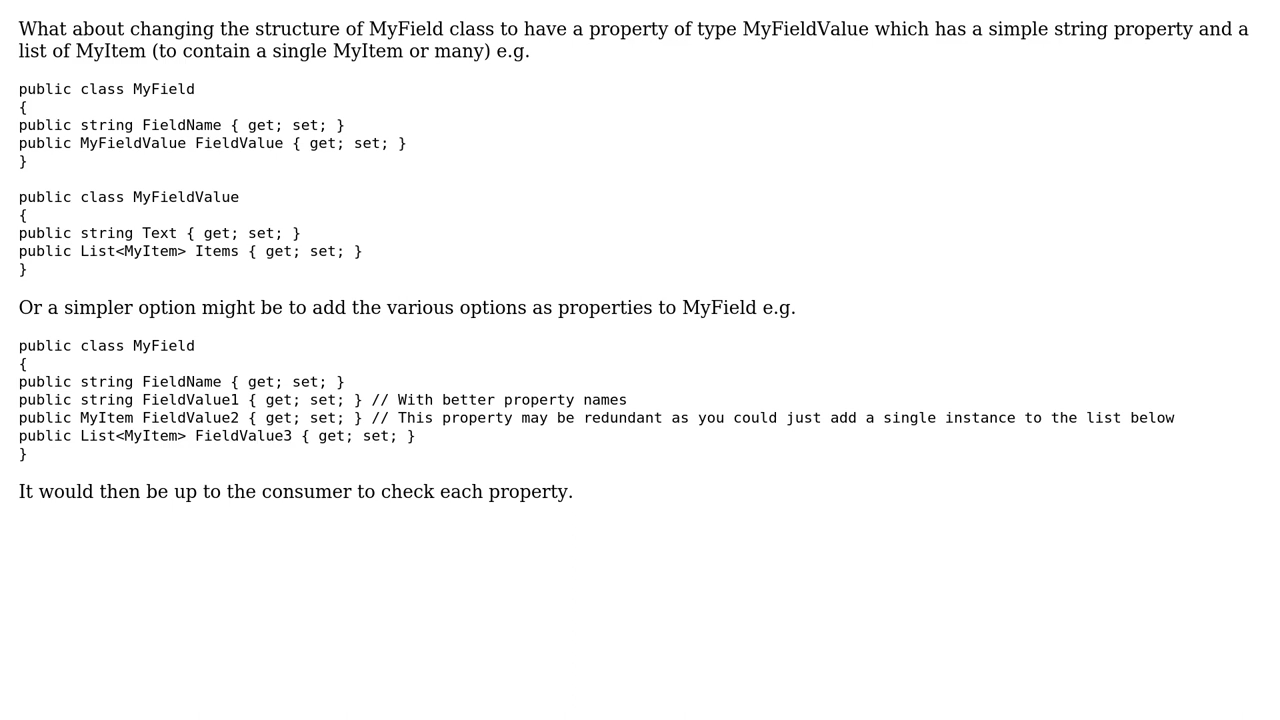 What about changing the structure of MyField class to have a property of type MyFieldValue which has a simple string property and a
list of MyItem (to contain a single MyItem or many) e.g.
public class MyField
{
public string FieldName { get; set; }
public MyFieldValue FieldValue { get; set; }
}
public class MyFieldValue
{
public string Text { get; set; }
public List<MyItem> Items { get; set; }
}
Or a simpler option might be to add the various options as properties to MyField e.g.
public class MyField
{
public string FieldName { get; set; }
public string FieldValue1 { get; set; } // With better property names
public MyItem FieldValue2 { get; set; } // This property may be redundant as you could just add a single instance to the list below
public List<MyItem> FieldValue3 { get; set; }
}
It would then be up to the consumer to check each property.